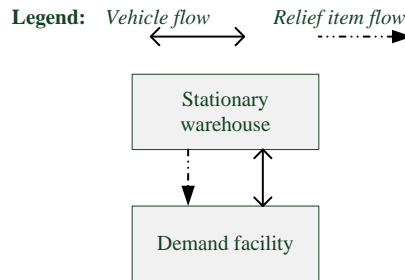 Legend: Vehicle flow Relief item flow
Stationary
warehouse
Demand facility